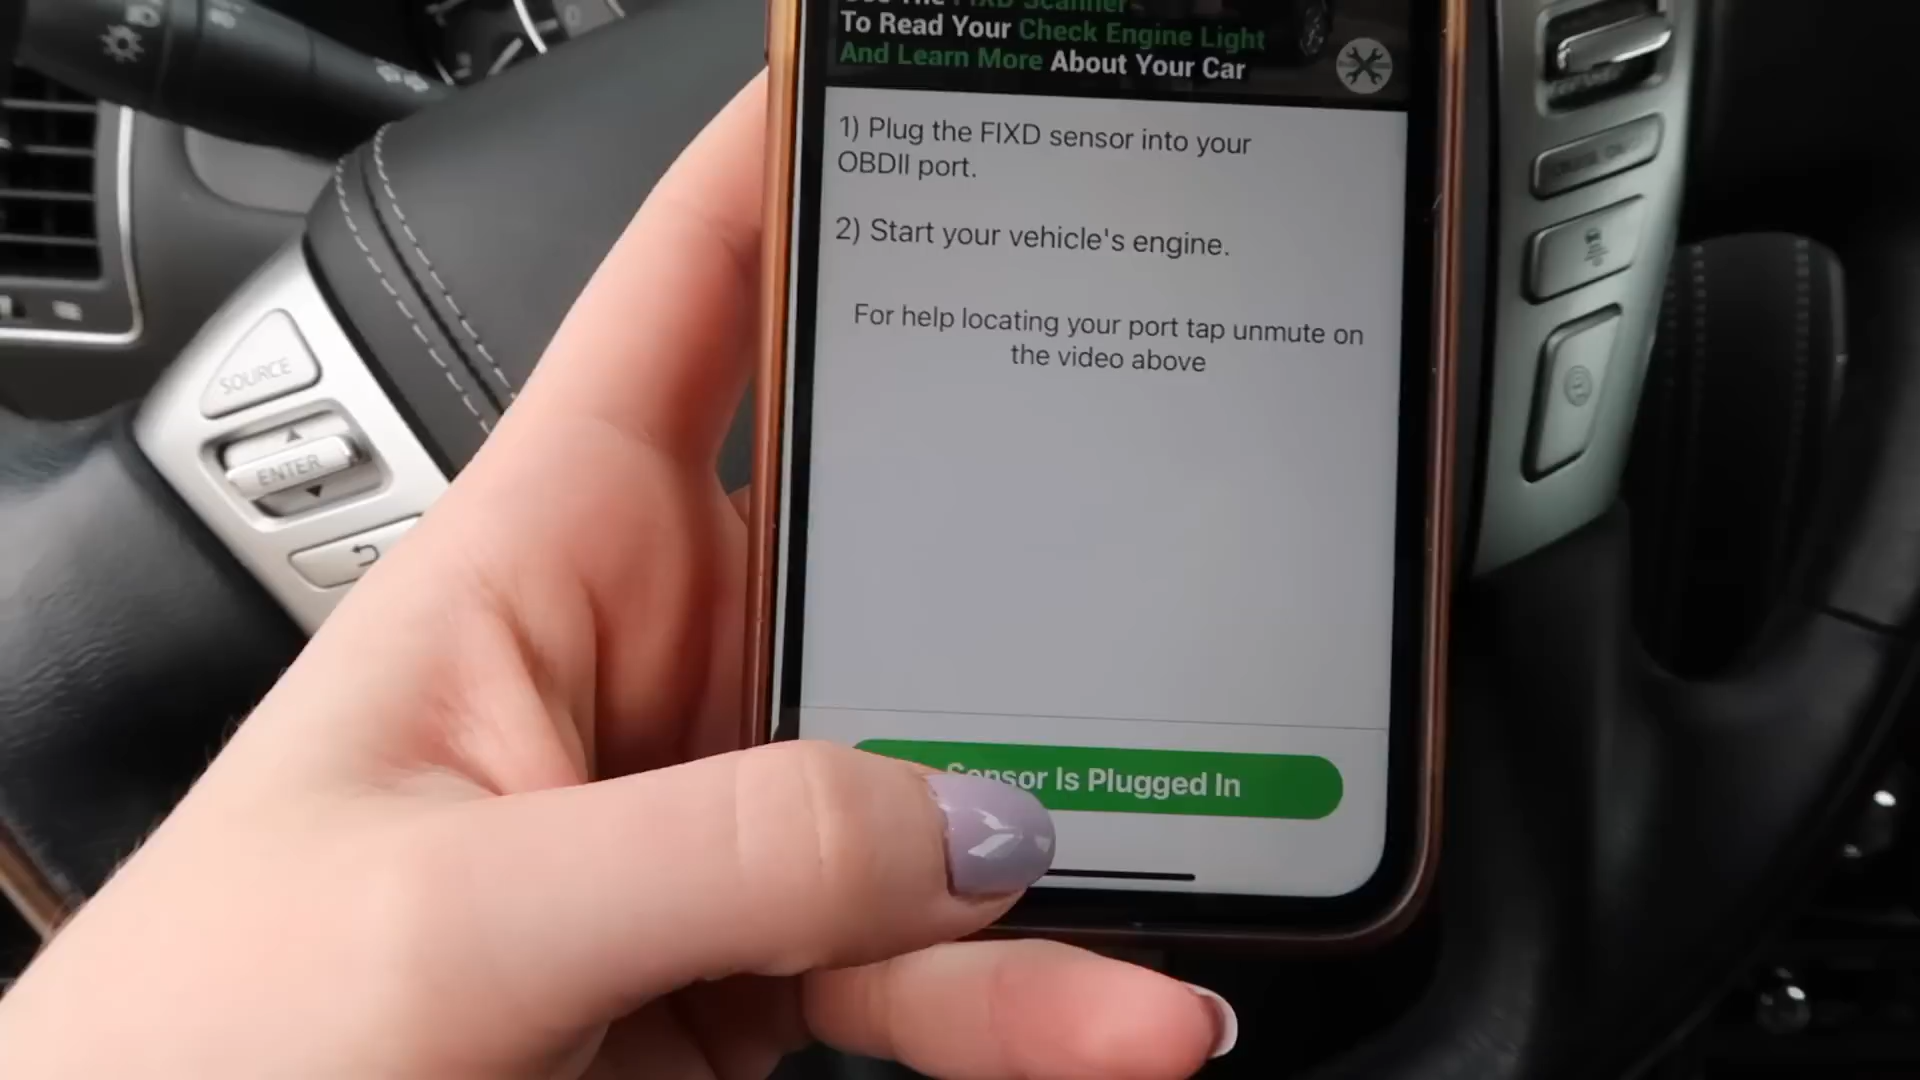 FIXD Scanner
To Read Your Check Engine Light
And Learn More About Your Car
1) Plug the FIXD sensor into your
OBDII port.
2) Start your vehicle's engine.
For help locating your port tap unmute on
the video above
Sensor Is Plugged In
SOURCE
ENTER